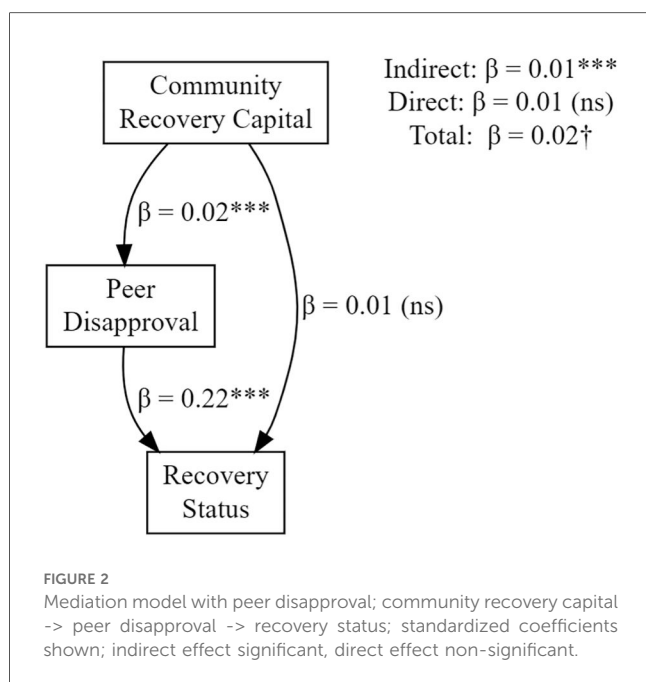 Community
Recovery Capital
Indirect: β = 0.01***
Direct: β = 0.01 (ns)
Total:  β = 0.02†
β = 0.02***
Peer
Disapproval
β = 0.01 (ns)
β = 0.22***
Recovery
Status
FIGURE 2
Mediation model with peer disapproval; community recovery capital
-> peer disapproval -> recovery status; standardized coefficients
shown; indirect effect significant, direct effect non-significant.